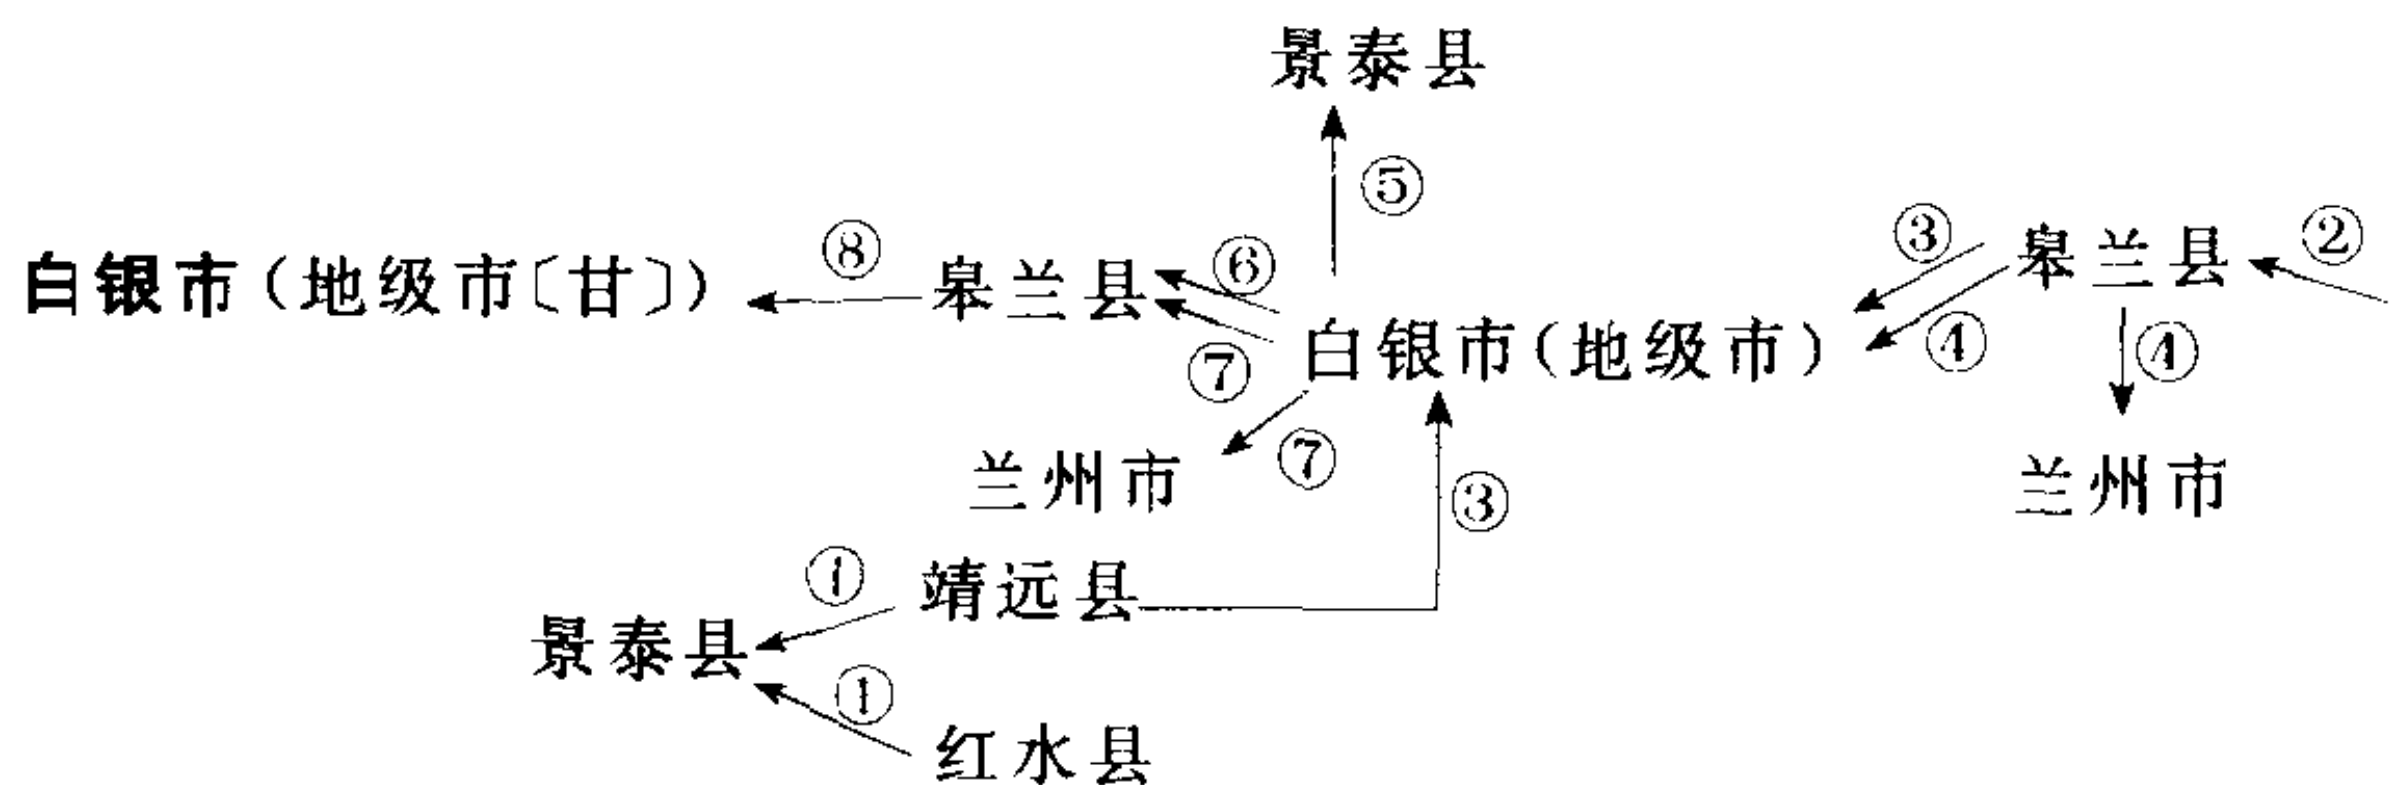 景泰县
⑤
白银市(地级市〔甘〕)
⑧
皋兰县
⑥
⑦
白银市(地级市)
③
④
皋兰县
②
④
兰州市
⑦
③
兰州市
景泰县
①
靖远县
①
红水县